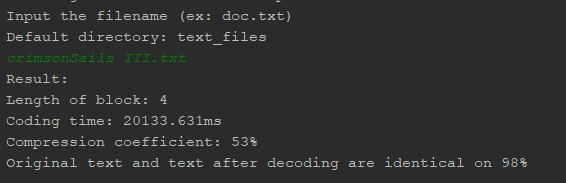 Input the filename (ex: doc.txt)
Default directory: text_files
crimsonSails III.txt
Result:
Length of block: 4
Coding time: 20133.631ms
Compression coefficient: 53%
Original text and text after decoding are identical on 98%